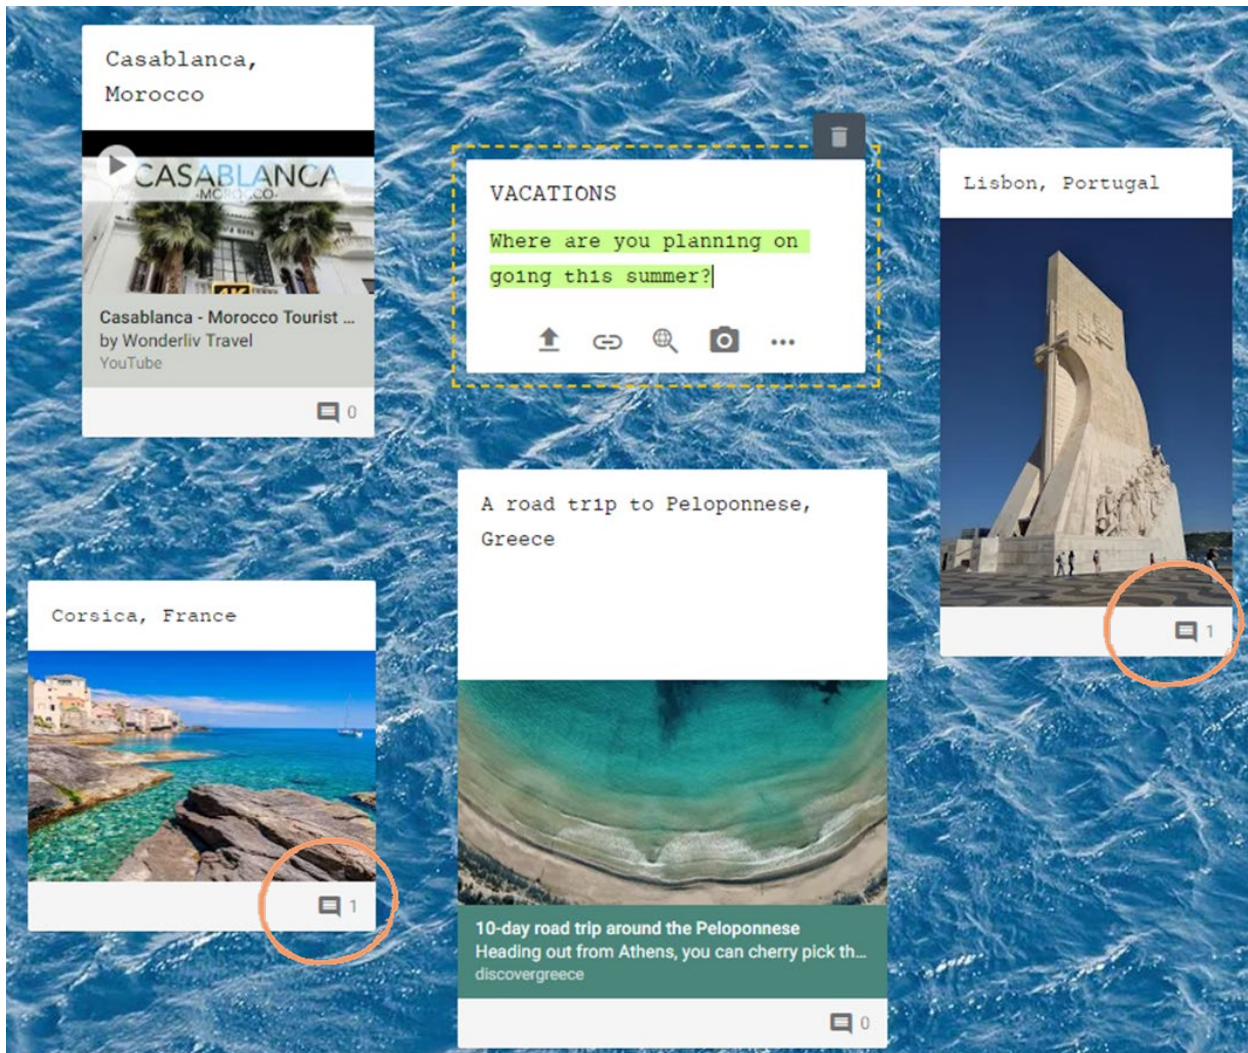 Casablanca,
Morocco
CASABLANCA
-MOROCCO-
4K
Casablanca - Morocco Tourist ...
by Wonderliv Travel
YouTube
0
VACATIONS
Where are you planning on
going this summer?
Lisbon, Portugal
1
A road trip to Peloponnese,
Greece
10-day road trip around the Peloponnese
Heading out from Athens, you can cherry pick th...
discovergreece
0
Corsica, France
1